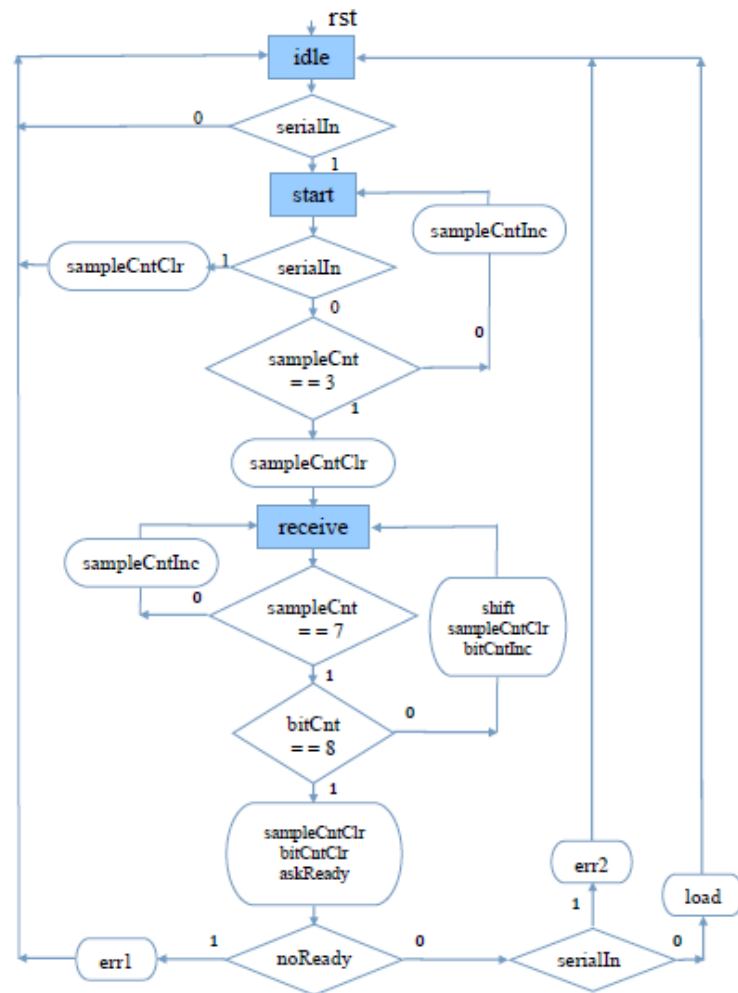 rst
idle
0
serialIn
1
start
sampleCntInc
sampleCntClr
1
serialIn
0
0
sampleCnt
= = 3
1
sampleCntClr
receive
sampleCntInc
0
sampleCnt
= = 7
shift
sampleCntClr
bitCntInc
1
bitCnt
= = 8
0
1
sampleCntClr
bitCntClr
askReady
err2
load
1
err1
1
noReady
0
serialIn
0